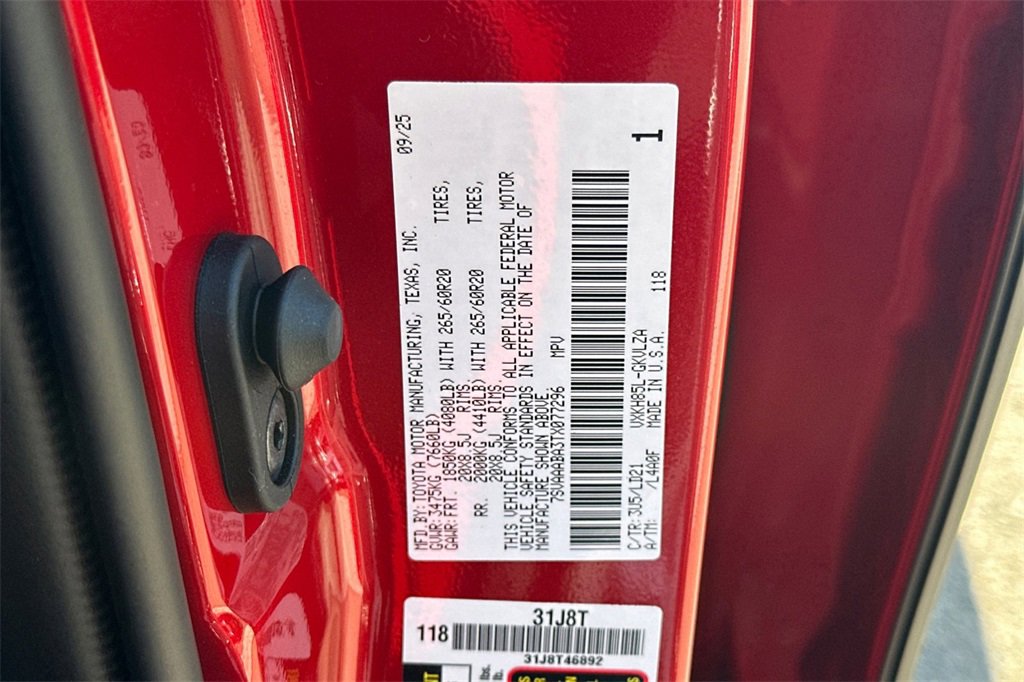 09/25
MFD.BY: TOYOTA MOTOR MANUFACTURING, TEXAS, INC.
GVWR: 3475KG (7660LB)
GAWR: FRT. 1850KG (4080LB) WITH 265/60R20 TIRES,
20X8.5J RIMS.
RR. 2000KG (4410LB) WITH 265/60R20 TIRES,
20X8.5J RIMS.
THIS VEHICLE CONFORMS TO ALL APPLICABLE FEDERAL MOTOR
VEHICLE SAFETY STANDARDS IN EFFECT ON THE DATE OF
MANUFACTURE SHOWN ABOVE.
7SVAAABA3TX077296 MPV
1
C/TR: 3U5/LD21 VXKH85L-GKVLZA 118
A/TM: /L4A0F MADE IN U.S.A.
31J8T
118
31J8T46892
lbs.